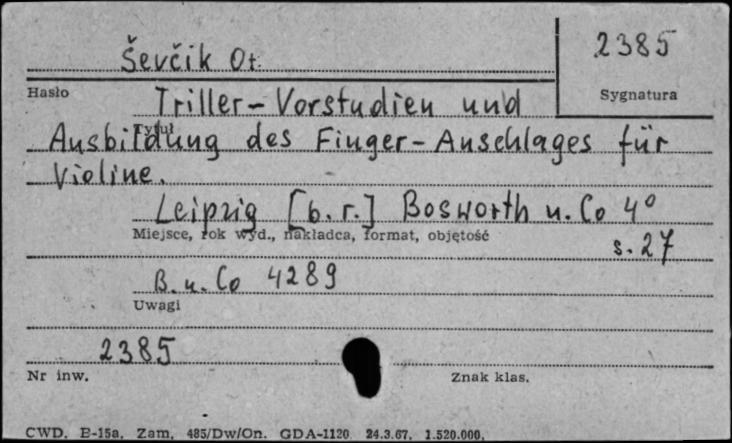 Ševčik Ot.
2385
Hasło
Sygnatura
Triller-Vorstudien und
Tytuł
Ausbildung des Finger-Anschlages für
Violine.
Leipzig [b.r.] Bosworth u. Co 4°
Miejsce, rok wyd., nakładca, format, objętość
s. 27
B. u. Co 4289
Uwagi
2385
Nr inw.
Znak klas.
CWD. E-15a, Zam, 485/Dw/On. GDA-1120 24.3.67, 1.520.000,